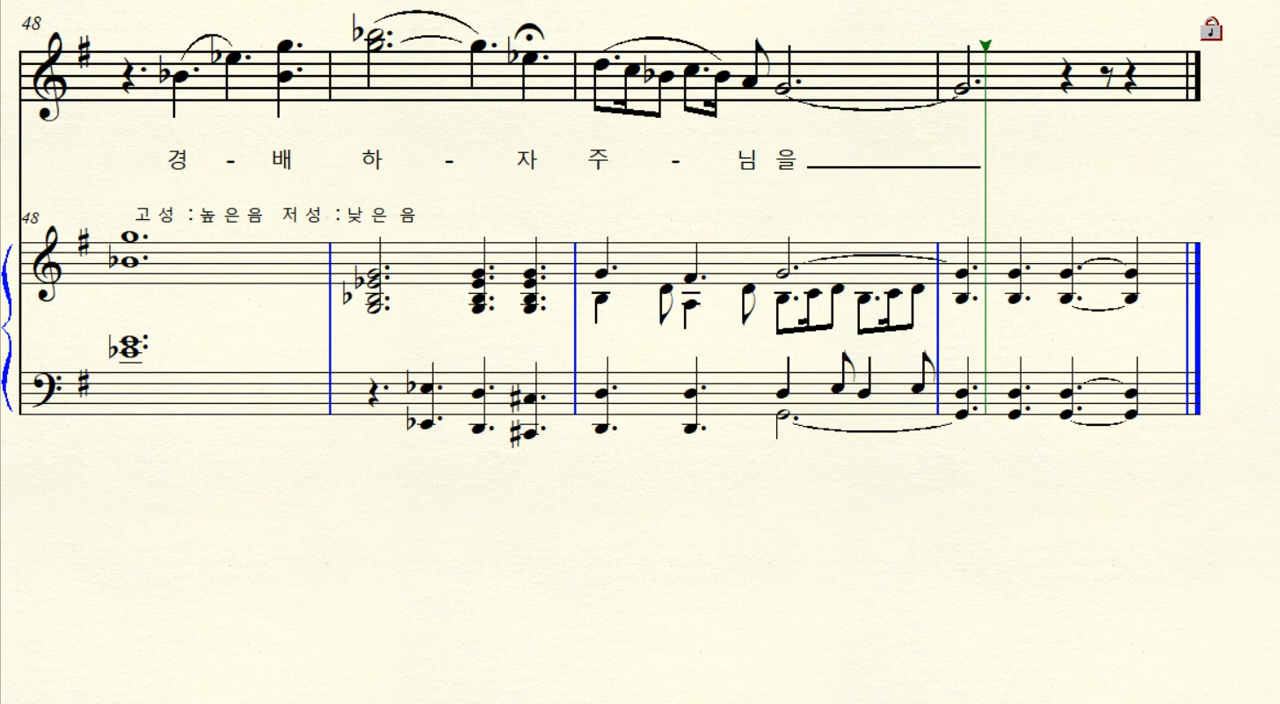 48
경 - 배 하 - 자 주 - 님 을
48
고 성 : 높 은 음 저 성 : 낮 은 음